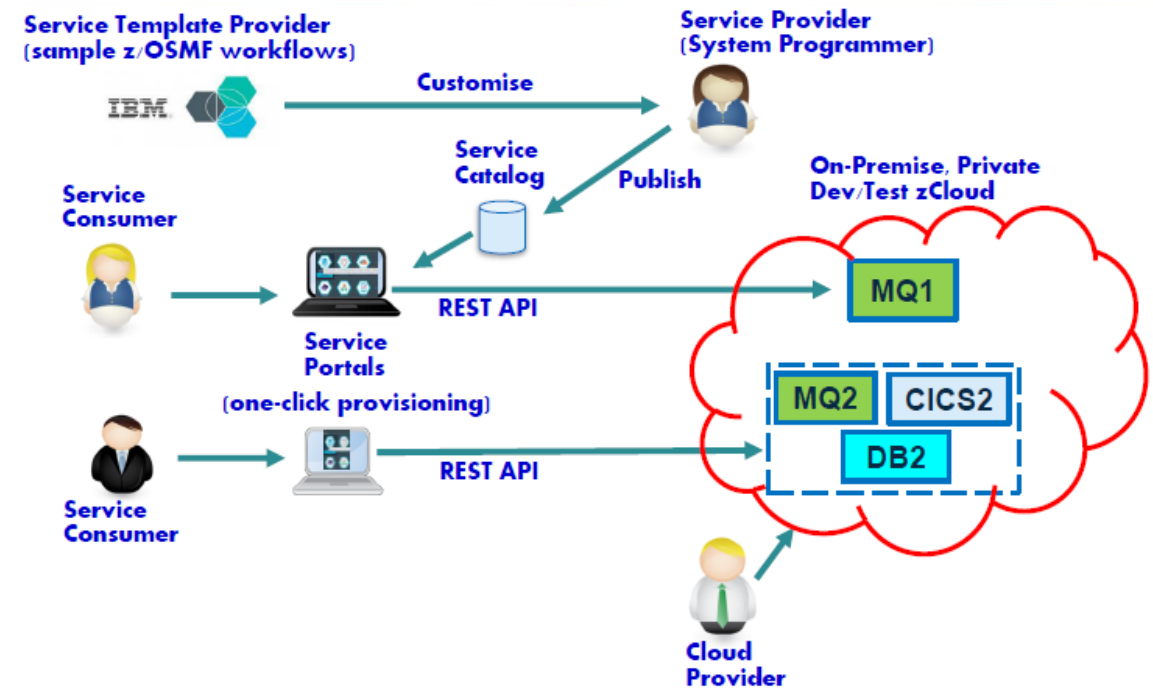 Service Template Provider
(sample z/OSMF workflows)
Service Provider
(System Programmer)
IBM.
Customise
Service
Catalog
Publish
On-Premise, Private
Dev/Test zCloud
Service
Consumer
MQ1
REST API
Service
Portals
(one-click provisioning)
MQ2
CICS2
DB2
REST API
Service
Consumer
Cloud
Provider